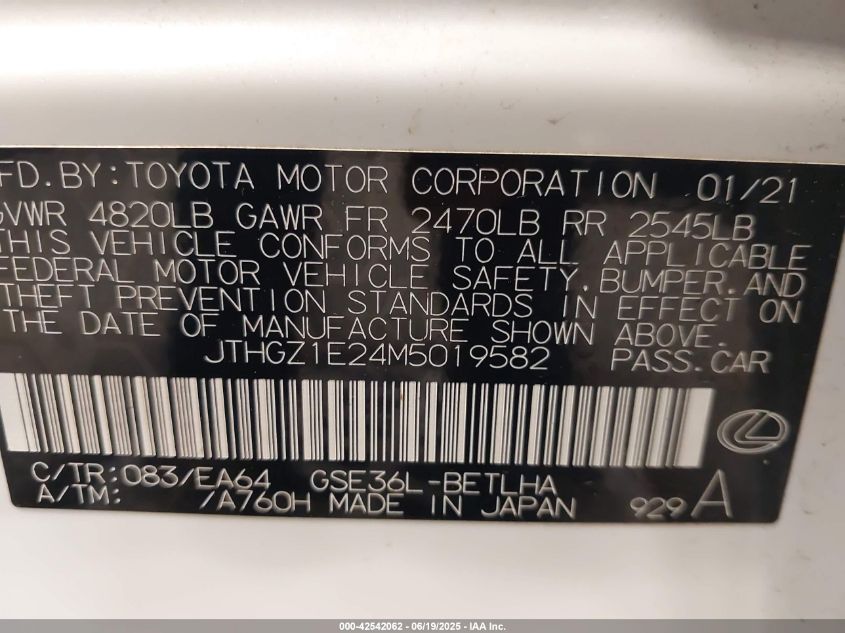 FD. BY: TOYOTA MOTOR CORPORATION 01/21
GVWR 4820LB GAWR FR 2470LB RR 2545LB
THIS VEHICLE CONFORMS TO ALL APPLICABLE
FEDERAL MOTOR VEHICLE SAFETY, BUMPER, AND
THEFT PREVENTION STANDARDS IN EFFECT ON
THE DATE OF MANUFACTURE SHOWN ABOVE.
JTHGZ1E24M5019582 PASS. CAR
C/TR: 083/EA64 GSE36L-BETLHA
A/TM: /A760H MADE IN JAPAN 929 A
000-42542062 - 06/19/2025 - IAA Inc.